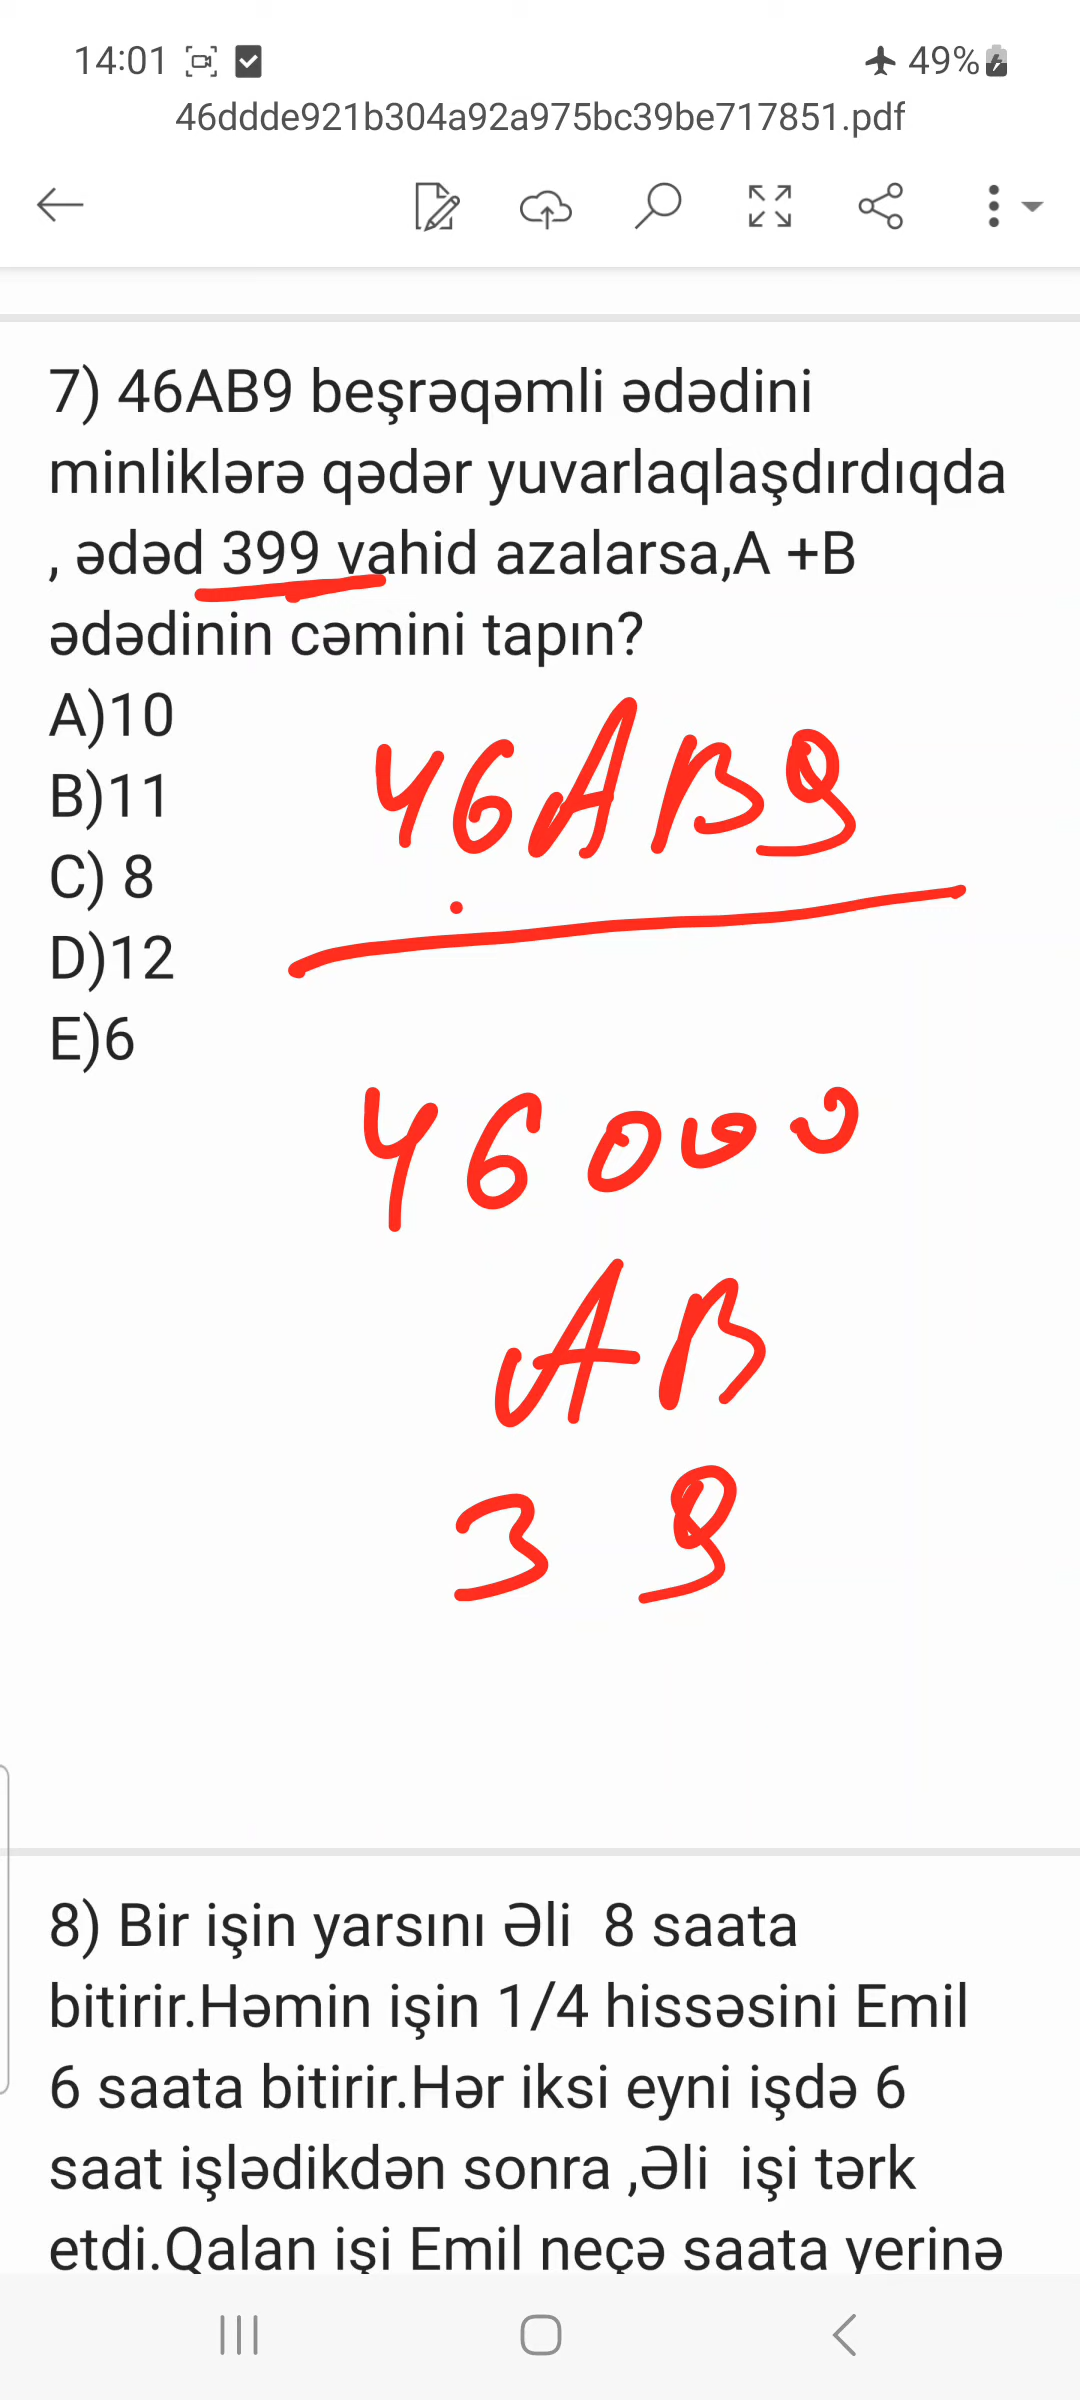 14:01 49%
46ddde921b304a92a975bc39be717851.pdf
7) 46AB9 beşrəqəmli ədədini
minliklərə qədər yuvarlaqlaşdırdıqda
, ədəd 399 vahid azalarsa,A +B
ədədinin cəmini tapın?
A)10
B)11
C) 8
D)12
E)6
46AB9
46000
AB
39
8) Bir işin yarsını Əli  8 saata
bitirir.Həmin işin 1/4 hissəsini Emil
6 saata bitirir.Hər iksi eyni işdə 6
saat işlədikdən sonra ,Əli  işi tərk
etdi.Qalan işi Emil neçə saata yerinə